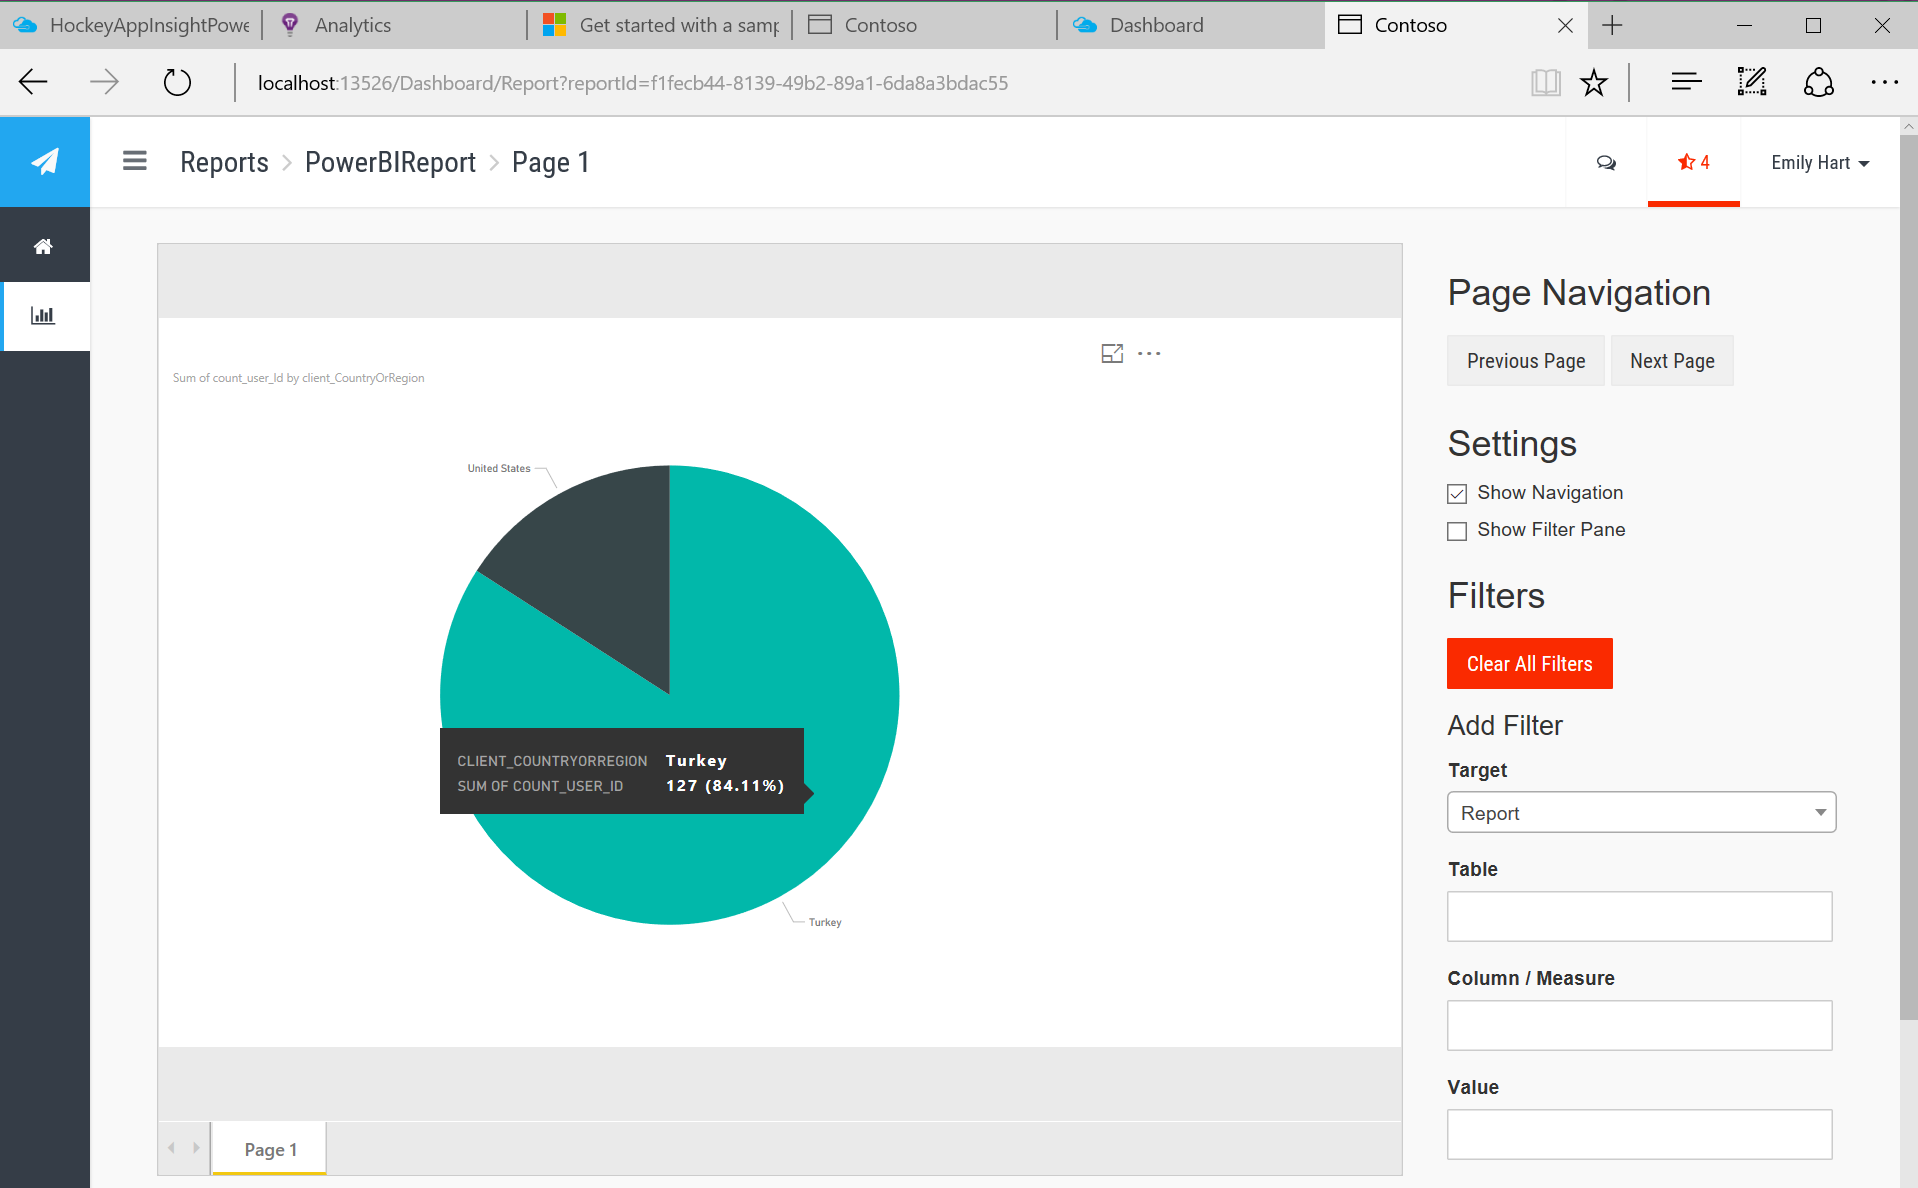 HockeyAppInsightPowe
Analytics
Get started with a samp
Contoso
Dashboard
Contoso
localhost:13526/Dashboard/Report?reportId=f1fecb44-8139-49b2-89a1-6da8a3bdac55
Reports > PowerBIReport > Page 1
4
Emily Hart
Sum of count_user_Id by client_CountryOrRegion
United States
CLIENT_COUNTRYORREGION Turkey
SUM OF COUNT_USER_ID 127 (84.11%)
Turkey
Page 1
Page Navigation
Previous Page
Next Page
Settings
Show Navigation
Show Filter Pane
Filters
Clear All Filters
Add Filter
Target
Report
Table
Column / Measure
Value